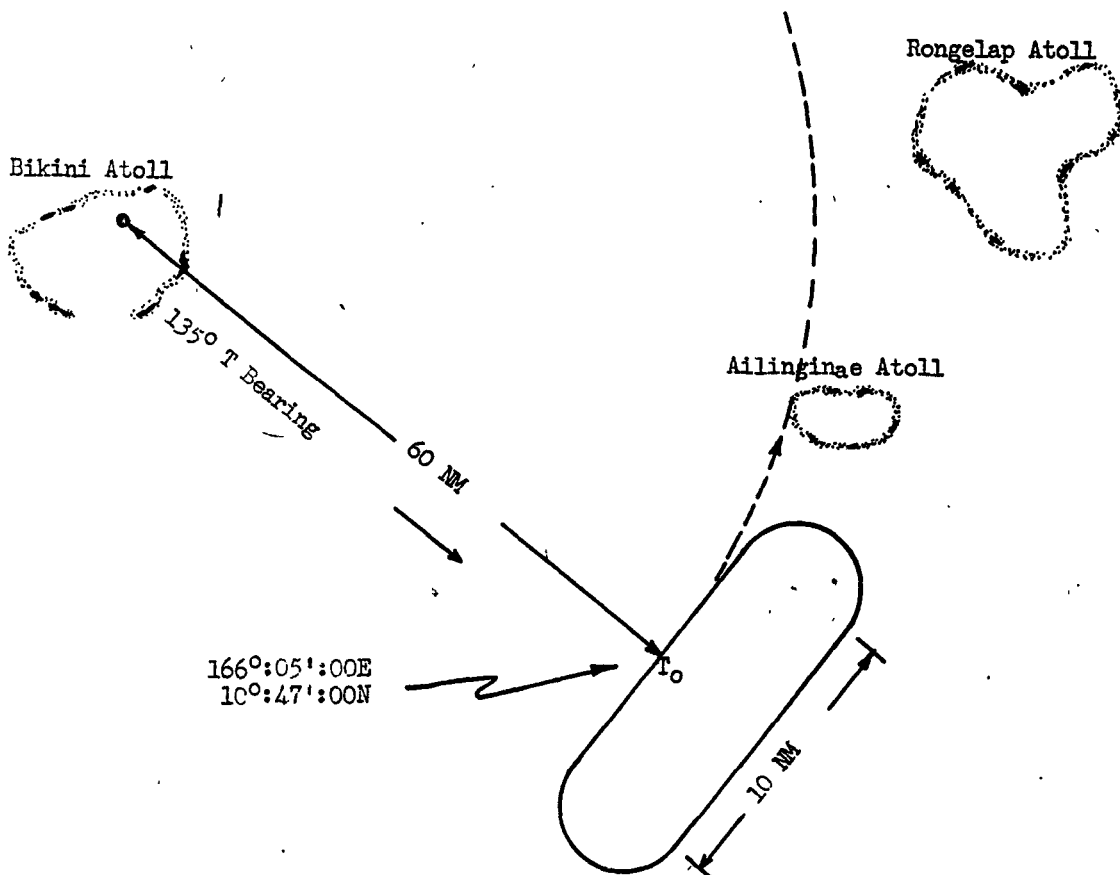 Rongelap Atoll
Bikini Atoll
135° T Bearing
60 NM
Ailinginae Atoll
166°:05':00E
10°:47':00N
To
10 NM